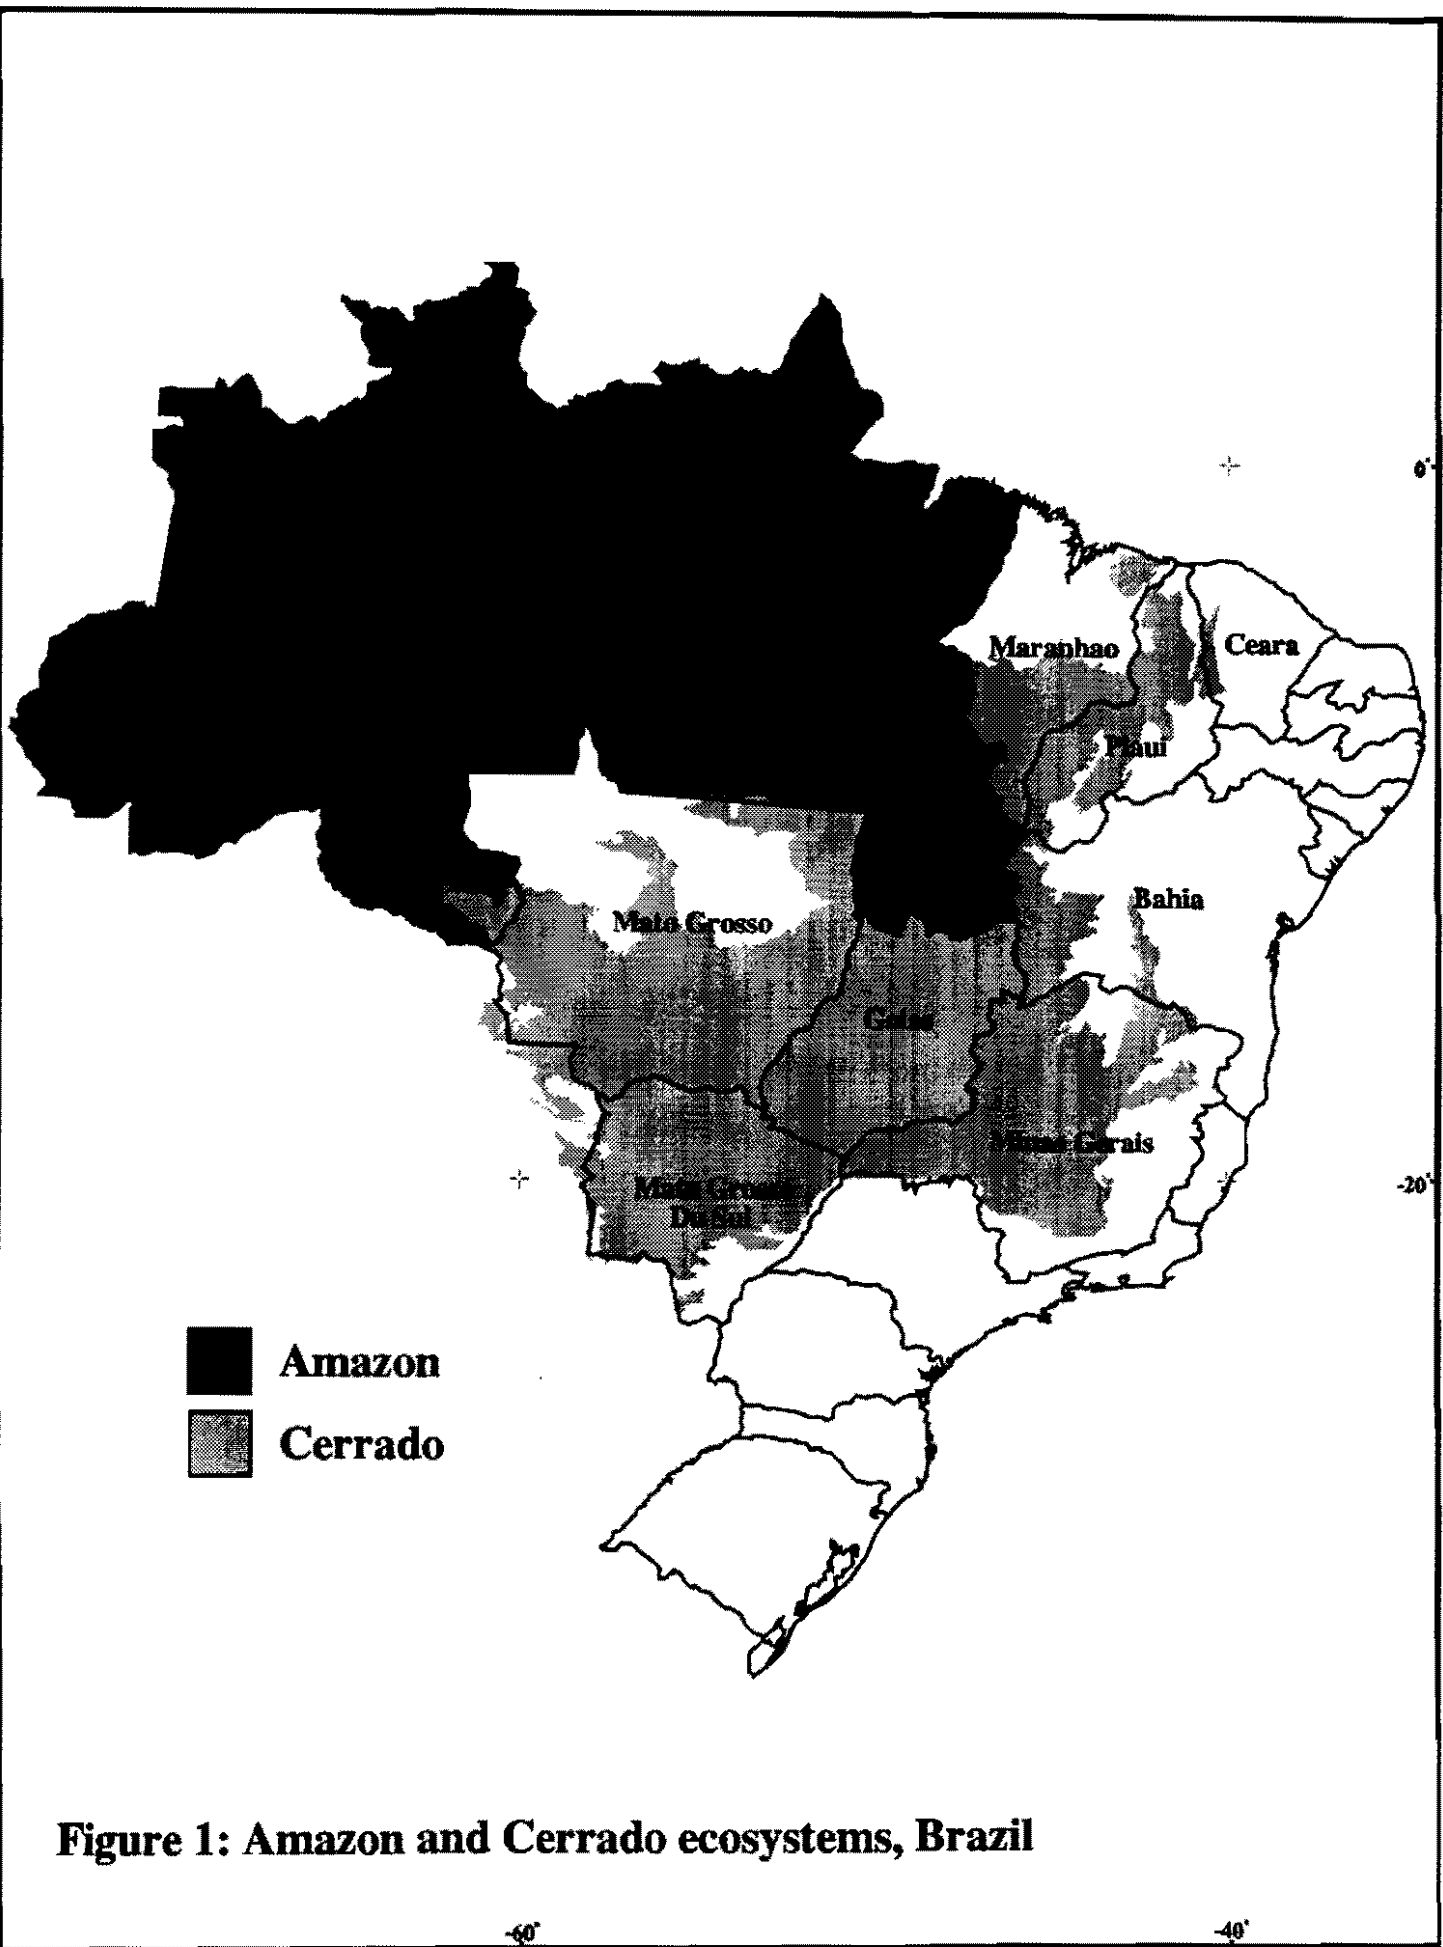 0°
Maranhao
Ceara
Piaui
Bahia
Mato Grosso
Goias
Minas Gerais
-20°
Mato Grosso
Du Sul
Amazon
Cerrado
Figure 1: Amazon and Cerrado ecosystems, Brazil
-60°
-40°